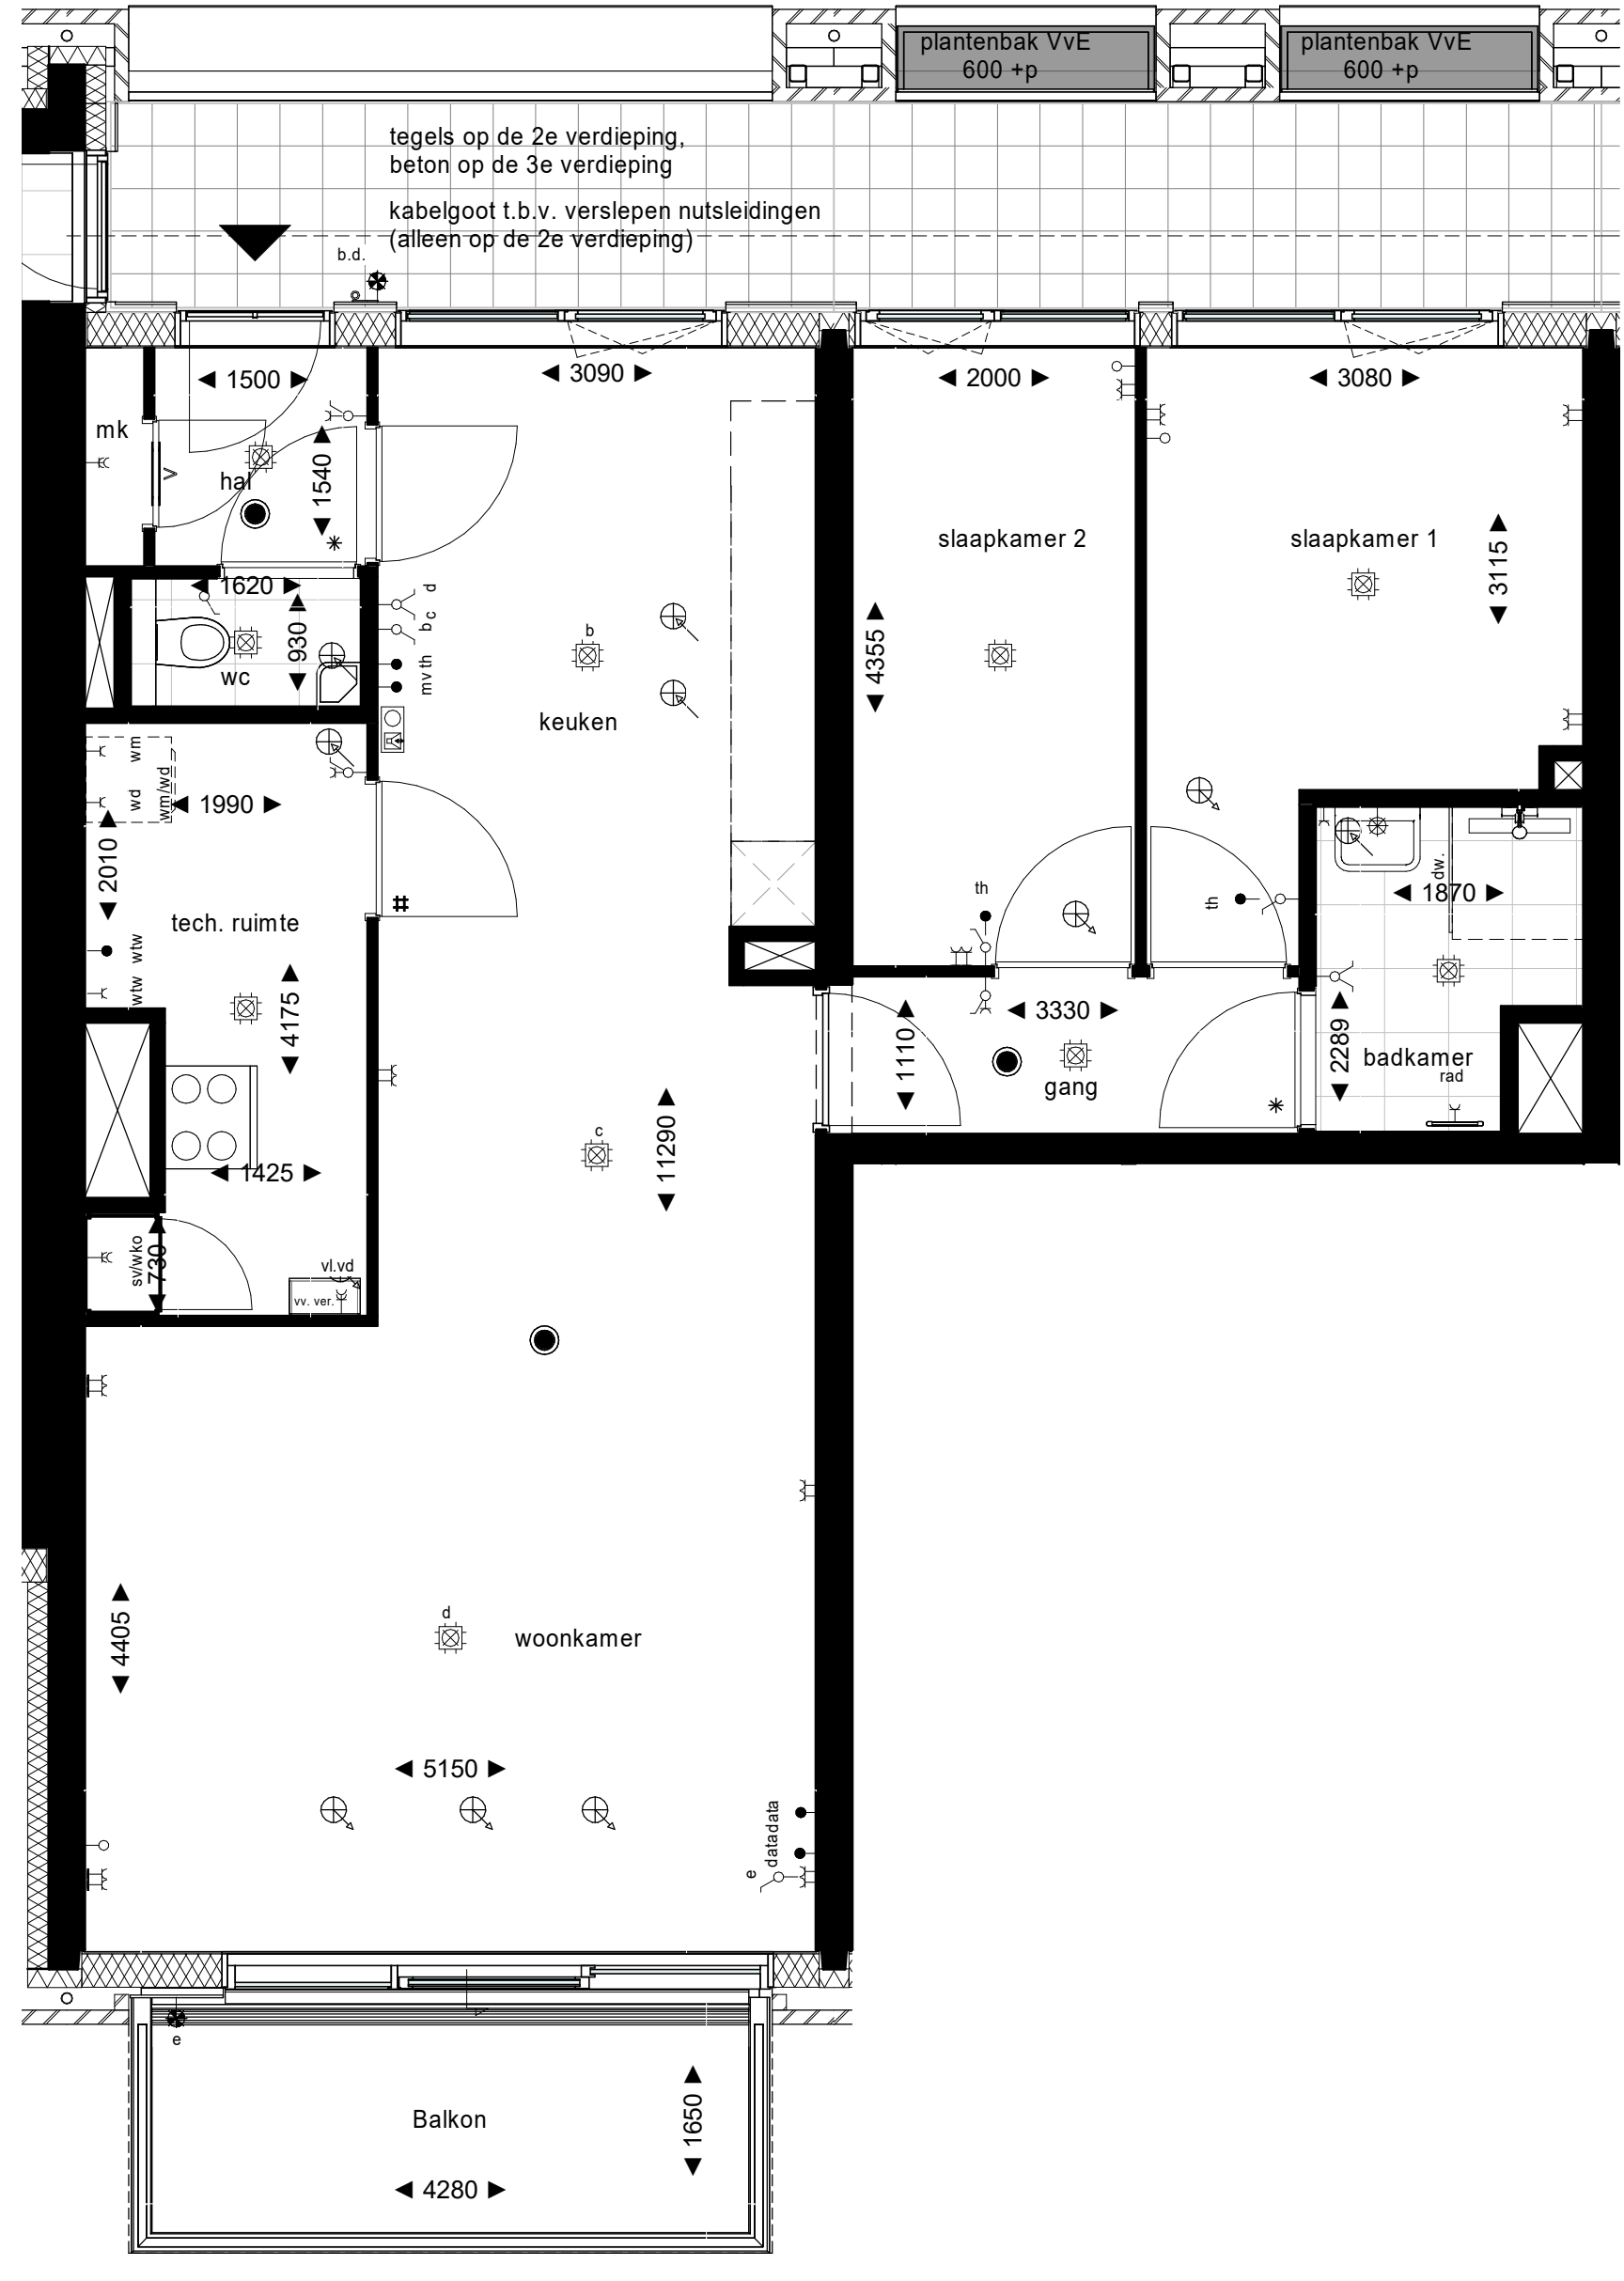 plantenbak VvE
600 +p
plantenbak VvE
600 +p
tegels op de 2e verdieping,
beton op de 3e verdieping
kabelgoot t.b.v. verslepen nutsleidingen
(alleen op de 2e verdieping)
b.d.
1500
3090
2000
3080
mk
V
hal
1540
slaapkamer 2
slaapkamer 1
3115
1620
930
wc
d
b c
mv th
b
4355
keuken
wm
wd
wm/wd
1990
2010
tech. ruimte
#
th
th
dw.
1870
wtw
wtw
4175
1110
3330
gang
2289
badkamer
rad
c
11290
1425
sv/wko
730
vl.vd
vv. ver.
4405
d
woonkamer
5150
datadata
e
e
Balkon
1650
4280